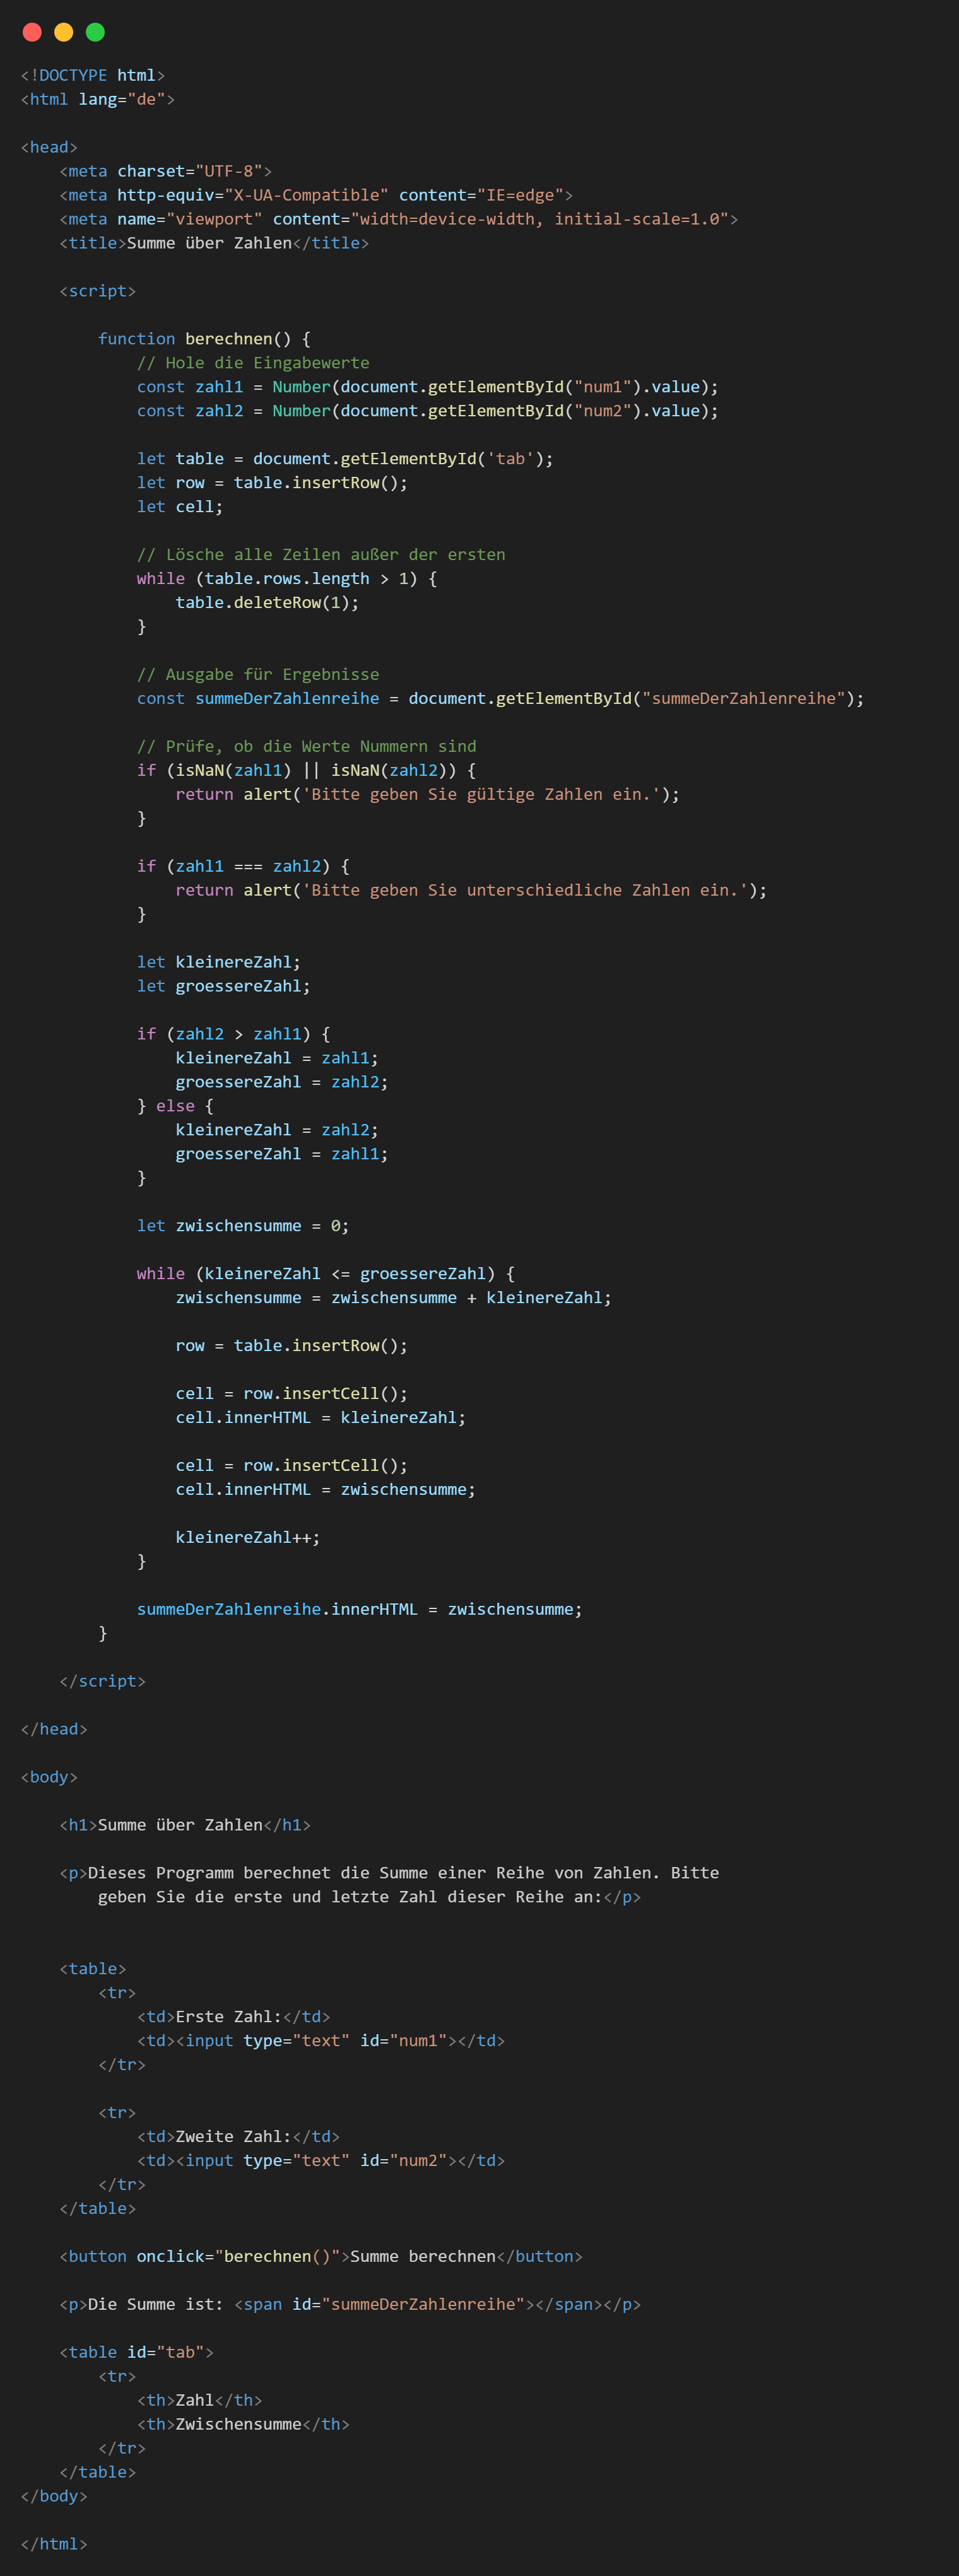 <!DOCTYPE html>
<html lang="de">

<head>
    <meta charset="UTF-8">
    <meta http-equiv="X-UA-Compatible" content="IE=edge">
    <meta name="viewport" content="width=device-width, initial-scale=1.0">
    <title>Summe über Zahlen</title>

    <script>

        function berechnen() {
            // Hole die Eingabewerte
            const zahl1 = Number(document.getElementById("num1").value);
            const zahl2 = Number(document.getElementById("num2").value);

            let table = document.getElementById('tab');
            let row = table.insertRow();
            let cell;

            // Lösche alle Zeilen außer der ersten
            while (table.rows.length > 1) {
                table.deleteRow(1);
            }

            // Ausgabe für Ergebnisse
            const summeDerZahlenreihe = document.getElementById("summeDerZahlenreihe");

            // Prüfe, ob die Werte Nummern sind
            if (isNaN(zahl1) || isNaN(zahl2)) {
                return alert('Bitte geben Sie gültige Zahlen ein.');
            }

            if (zahl1 === zahl2) {
                return alert('Bitte geben Sie unterschiedliche Zahlen ein.');
            }

            let kleinereZahl;
            let groessereZahl;

            if (zahl2 > zahl1) {
                kleinereZahl = zahl1;
                groessereZahl = zahl2;
            } else {
                kleinereZahl = zahl2;
                groessereZahl = zahl1;
            }

            let zwischensumme = 0;

            while (kleinereZahl <= groessereZahl) {
                zwischensumme = zwischensumme + kleinereZahl;

                row = table.insertRow();

                cell = row.insertCell();
                cell.innerHTML = kleinereZahl;

                cell = row.insertCell();
                cell.innerHTML = zwischensumme;

                kleinereZahl++;
            }

            summeDerZahlenreihe.innerHTML = zwischensumme;
        }

    </script>

</head>

<body>

    <h1>Summe über Zahlen</h1>

    <p>Dieses Programm berechnet die Summe einer Reihe von Zahlen. Bitte
        geben Sie die erste und letzte Zahl dieser Reihe an:</p>


    <table>
        <tr>
            <td>Erste Zahl:</td>
            <td><input type="text" id="num1"></td>
        </tr>

        <tr>
            <td>Zweite Zahl:</td>
            <td><input type="text" id="num2"></td>
        </tr>
    </table>

    <button onclick="berechnen()">Summe berechnen</button>

    <p>Die Summe ist: <span id="summeDerZahlenreihe"></span></p>

    <table id="tab">
        <tr>
            <th>Zahl</th>
            <th>Zwischensumme</th>
        </tr>
    </table>
</body>

</html>